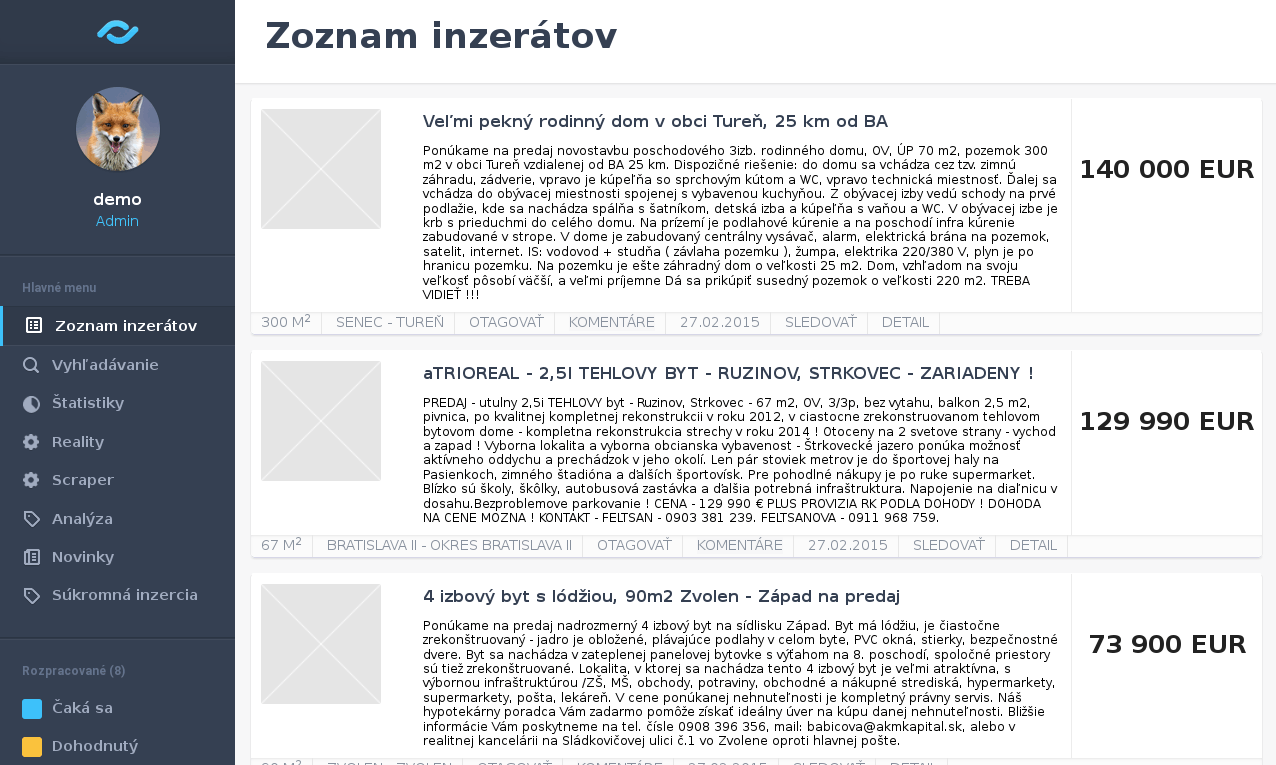 Zoznam inzerátov
demo
Admin
Hlavné menu
Zoznam inzerátov
Vyhľadávanie
Štatistiky
Reality
Scraper
Analýza
Novinky
Súkromná inzercia
Rozpracované (8)
Čaká sa
Dohodnutý
Veľmi pekný rodinný dom v obci Tureň, 25 km od BA
Ponúkame na predaj novostavbu poschodového 3izb. rodinného domu, OV, ÚP 70 m2, pozemok 300
m2 v obci Tureň vzdialenej od BA 25 km. Dispozičné riešenie: do domu sa vchádza cez tzv. zimnú
záhradu, zádverie, vpravo je kúpeľňa so sprchovým kútom a WC, vpravo technická miestnosť. Ďalej sa
vchádza do obývacej miestnosti spojenej s vybavenou kuchyňou. Z obývacej izby vedú schody na prvé
podlažie, kde sa nachádza spálňa s šatníkom, detská izba a kúpeľňa s vaňou a WC. V obývacej izbe je
krb s prieduchmi do celého domu. Na prízemí je podlahové kúrenie a na poschodí infra kúrenie
zabudované v strope. V dome je zabudovaný centrálny vysávač, alarm, elektrická brána na pozemok,
satelit, internet. IS: vodovod + studňa ( závlaha pozemku ), žumpa, elektrika 220/380 V, plyn je po
hranicu pozemku. Na pozemku je ešte záhradný dom o veľkosti 25 m2. Dom, vzhľadom na svoju
veľkosť pôsobí väčší, a veľmi príjemne Dá sa prikúpiť susedný pozemok o veľkosti 220 m2. TREBA
VIDIEŤ !!!
140 000 EUR
300 M² SENEC - TUREŇ OTAGOVAŤ KOMENTÁRE 27.02.2015 SLEDOVAŤ DETAIL
aTRIOREAL - 2,5I TEHLOVY BYT - RUZINOV, STRKOVEC - ZARIADENY !
PREDAJ - utulny 2,5i TEHLOVY byt - Ruzinov, Strkovec - 67 m2, OV, 3/3p, bez vytahu, balkon 2,5 m2,
pivnica, po kvalitnej kompletnej rekonstrukcii v roku 2012, v ciastocne zrekonstruovanom tehlovom
bytovom dome - kompletna rekonstrukcia strechy v roku 2014 ! Otoceny na 2 svetove strany - vychod
a zapad ! Vyborna lokalita a vyborna obcianska vybavenost - Štrkovecké jazero ponúka možnosť
aktívneho oddychu a prechádzok v jeho okolí. Len pár stoviek metrov je do športovej haly na
Pasienkoch, zimného štadióna a ďalších športovísk. Pre pohodlné nákupy je po ruke supermarket.
Blízko sú školy, škôlky, autobusová zastávka a ďalšia potrebná infraštruktura. Napojenie na diaľnicu v
dosahu.Bezproblemove parkovanie ! CENA - 129 990 € PLUS PROVIZIA RK PODLA DOHODY ! DOHODA
NA CENE MOZNA ! KONTAKT - FELTSAN - 0903 381 239. FELTSANOVA - 0911 968 759.
129 990 EUR
67 M² BRATISLAVA II - OKRES BRATISLAVA II OTAGOVAŤ KOMENTÁRE 27.02.2015 SLEDOVAŤ DETAIL
4 izbový byt s lódžiou, 90m2 Zvolen - Západ na predaj
Ponúkame na predaj nadrozmerný 4 izbový byt na sídlisku Západ. Byt má lódžiu, je čiastočne
zrekonštruovaný - jadro je obložené, plávajúce podlahy v celom byte, PVC okná, stierky, bezpečnostné
dvere. Byt sa nachádza v zateplenej panelovej bytovke s výťahom na 8. poschodí, spoločné priestory
sú tiež zrekonštruované. Lokalita, v ktorej sa nachádza tento 4 izbový byt je veľmi atraktívna, s
výbornou infraštruktúrou /ZŠ, MŠ, obchody, potraviny, obchodné a nákupné strediská, hypermarkety,
supermarkety, pošta, lekáreň. V cene ponúkanej nehnuteľnosti je kompletný právny servis. Náš
hypotekárny poradca Vám zadarmo pomôže získať ideálny úver na kúpu danej nehnuteľnosti. Bližšie
informácie Vám poskytneme na tel. čísle 0908 396 356, mail: babicova@akmkapital.sk, alebo v
realitnej kancelárii na Sládkovičovej ulici č.1 vo Zvolene oproti hlavnej pošte.
73 900 EUR
90 M² ZVOLEN - ZVOLEN OTAGOVAŤ KOMENTÁRE 27.02.2015 SLEDOVAŤ DETAIL